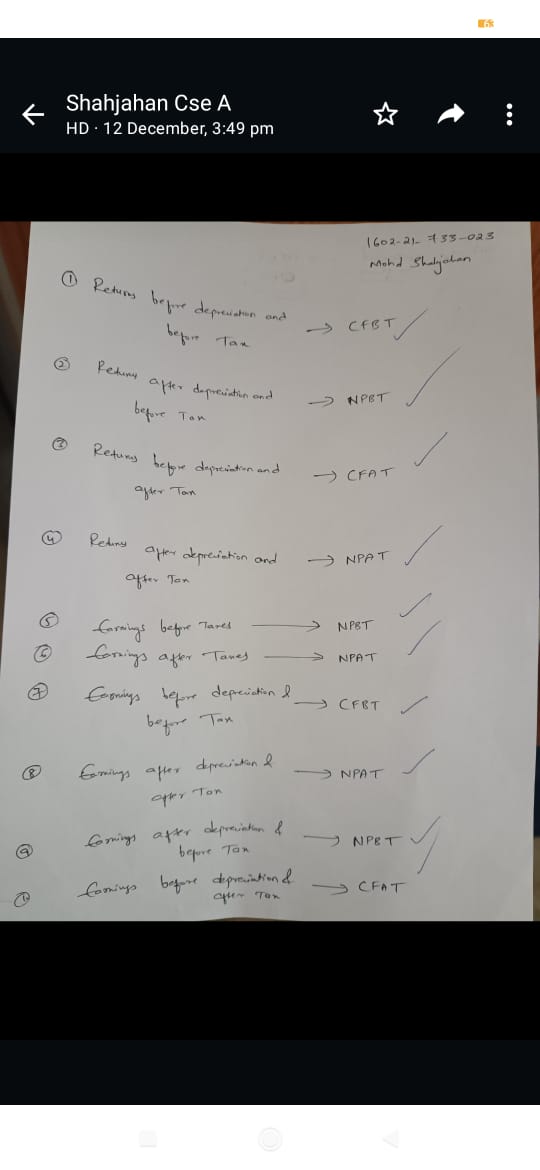 63
Shahjahan Cse A
HD · 12 December, 3:49 pm
1602-21-733-023
Mohd Shahjahan
① Returns before depreciation and → CFBT
before Tax
② Returns after depreciation and → NPBT
before Tax
③ Returns before depreciation and → CFAT
after Tax
④ Returns after depreciation and → NPAT
after Tax
⑤ Earnings before Taxes → NPBT
⑥ Earnings after Taxes → NPAT
⑦ Earnings before depreciation & → CFBT
before Tax
⑧ Earnings after depreciation & → NPAT
after Tax
⑨ Earnings after depreciation & → NPBT
before Tax
Earnings before depreciation & → CFAT
after Tax